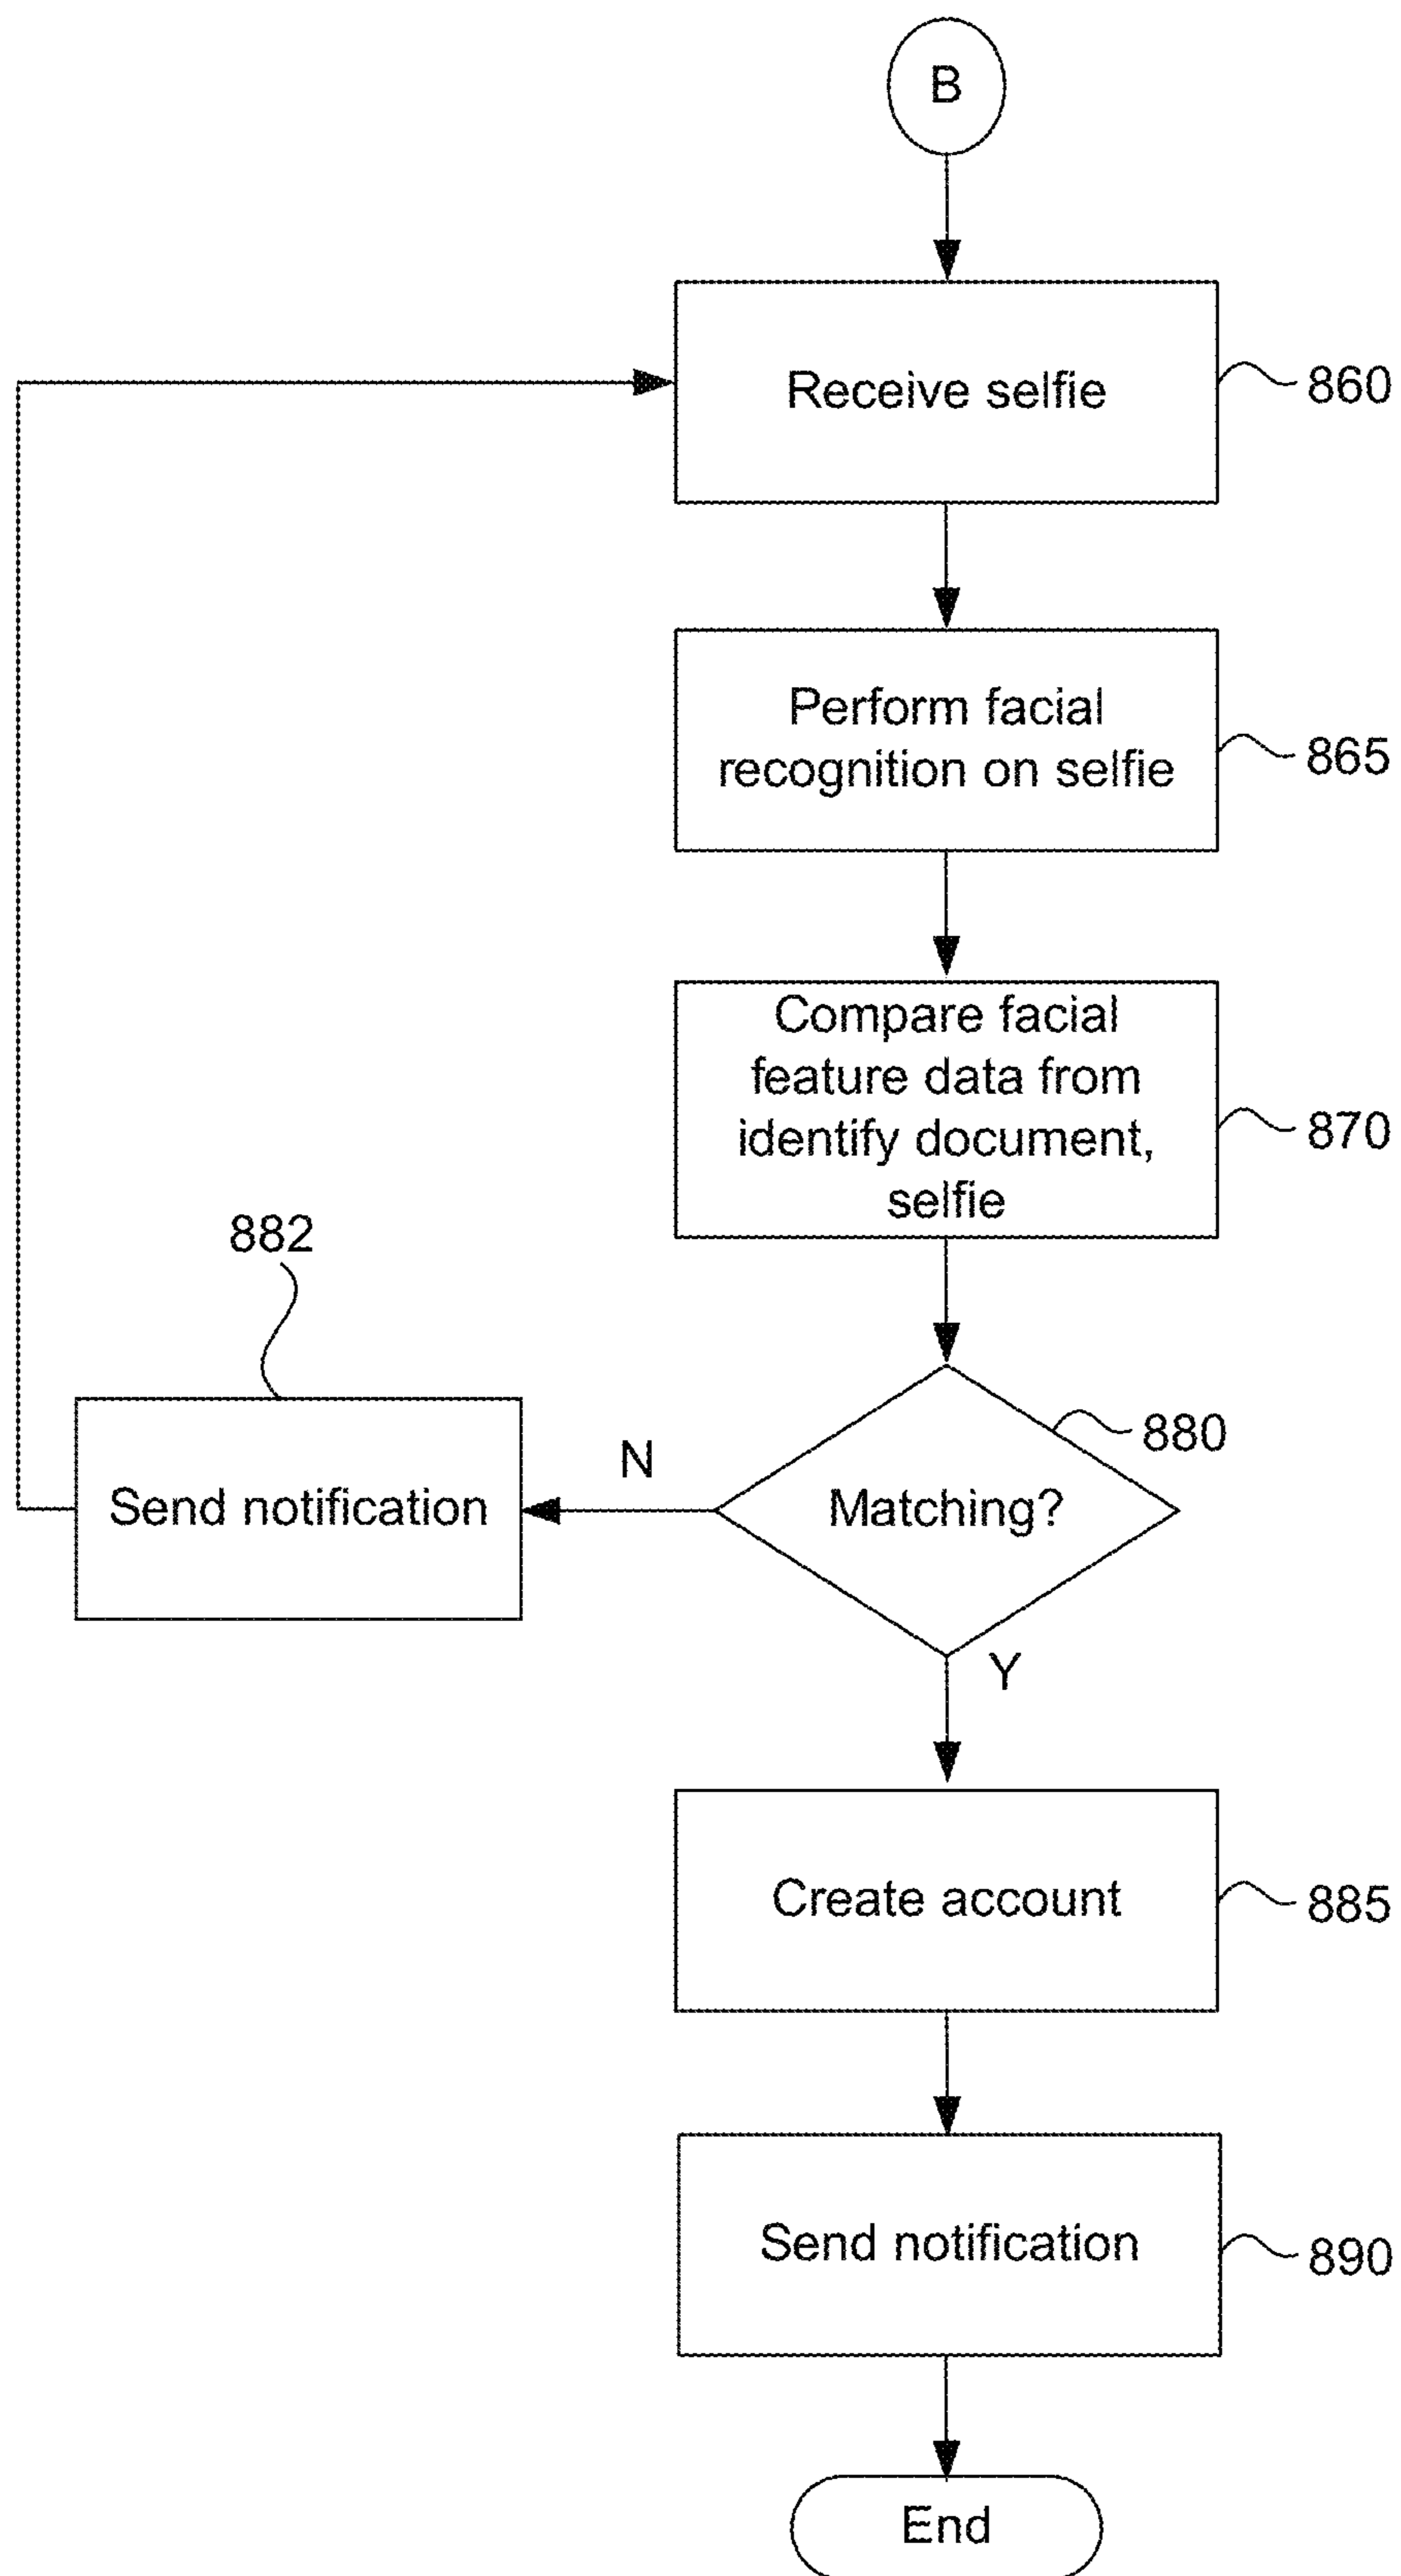 B
Receive selfie
860
Perform facial
recognition on selfie
865
Compare facial
feature data from
identify document,
selfie
870
882
Send notification
N
Matching?
880
Y
Create account
885
Send notification
890
End